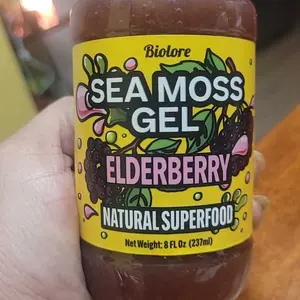 Biolore
SEA MOSS
GEL
ELDERBERRY
NATURAL SUPERFOOD
Net Weight: 8 FL Oz (237ml)